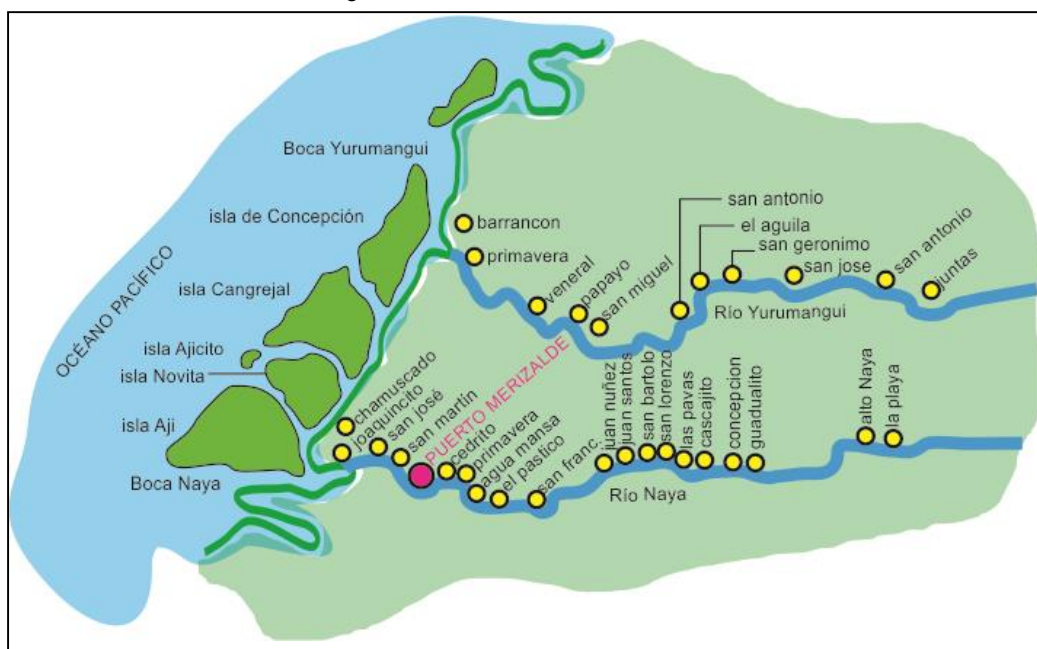 Boca Yurumangui
isla de Concepción
OCÉANO PACÍFICO
isla Cangrejal
isla Ajicito
isla Novita
isla Aji
Boca Naya
barrancon
primavera
veneral
papayo
san miguel
san antonio
el aguila
san geronimo
san jose
san antonio
juntas
Río Yurumangui
chamuscado
joaquincito
san josé
san martín
PUERTO MERIZALDE
cedrito
primavera
agua mansa
el pastico
san franc.
juan nuñez
juan santos
san bartolo
san lorenzo
las pavas
cascajito
concepcion
guadualito
alto Naya
la playa
Río Naya